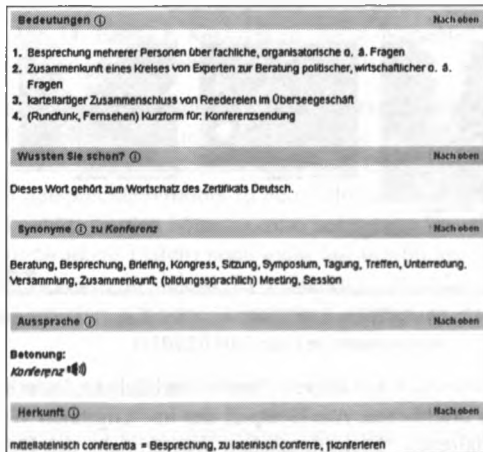 Bedeutungen ⓘ Nach oben
1. Besprechung mehrerer Personen über fachliche, organisatorische o. ä. Fragen
2. Zusammenkunft eines Kreises von Experten zur Beratung politischer, wirtschaftlicher o. ä.
Fragen
3. kartellartiger Zusammenschluss von Reedereien im Überseegeschäft
4. (Rundfunk, Fernsehen) Kurzform für: Konferenzsendung
Wussten Sie schon? ⓘ Nach oben
Dieses Wort gehört zum Wortschatz des Zertifikats Deutsch.
Synonyme ⓘ zu Konferenz Nach oben
Beratung, Besprechung, Briefing, Kongress, Sitzung, Symposium, Tagung, Treffen, Unterredung,
Versammlung, Zusammenkunft; (bildungssprachlich) Meeting, Session
Aussprache ⓘ Nach oben
Betonung:
Konferenz
Herkunft ⓘ Nach oben
mittellateinisch conferentia = Besprechung, zu lateinisch conferre, ↑konferieren